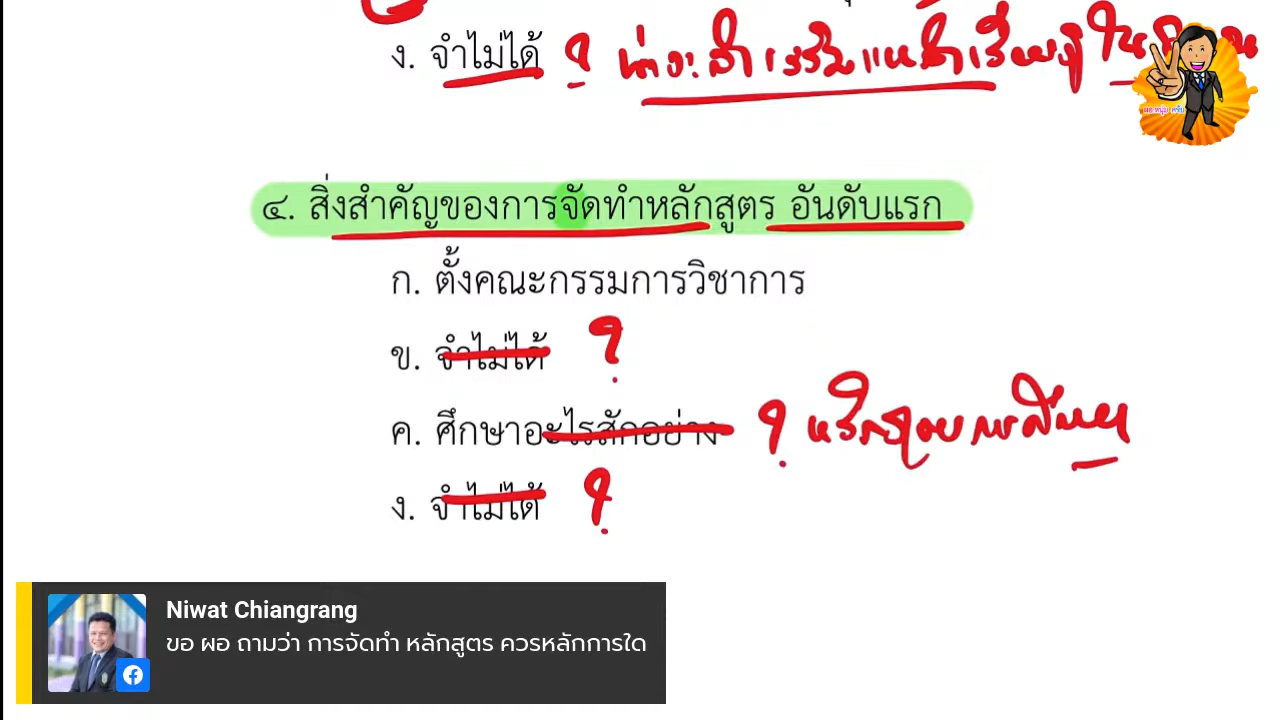 ง. จำไม่ได้ ?
๔. สิ่งสำคัญของการจัดทำหลักสูตร อันดับแรก
ก. ตั้งคณะกรรมการวิชาการ
ข. จำไม่ได้ ?
ค. ศึกษาอะไรสักอย่าง ?
ง. จำไม่ได้ ?
Niwat Chiangrang
ขอ ผอ ถามว่า การจัดทำ หลักสูตร ควรหลักการใด